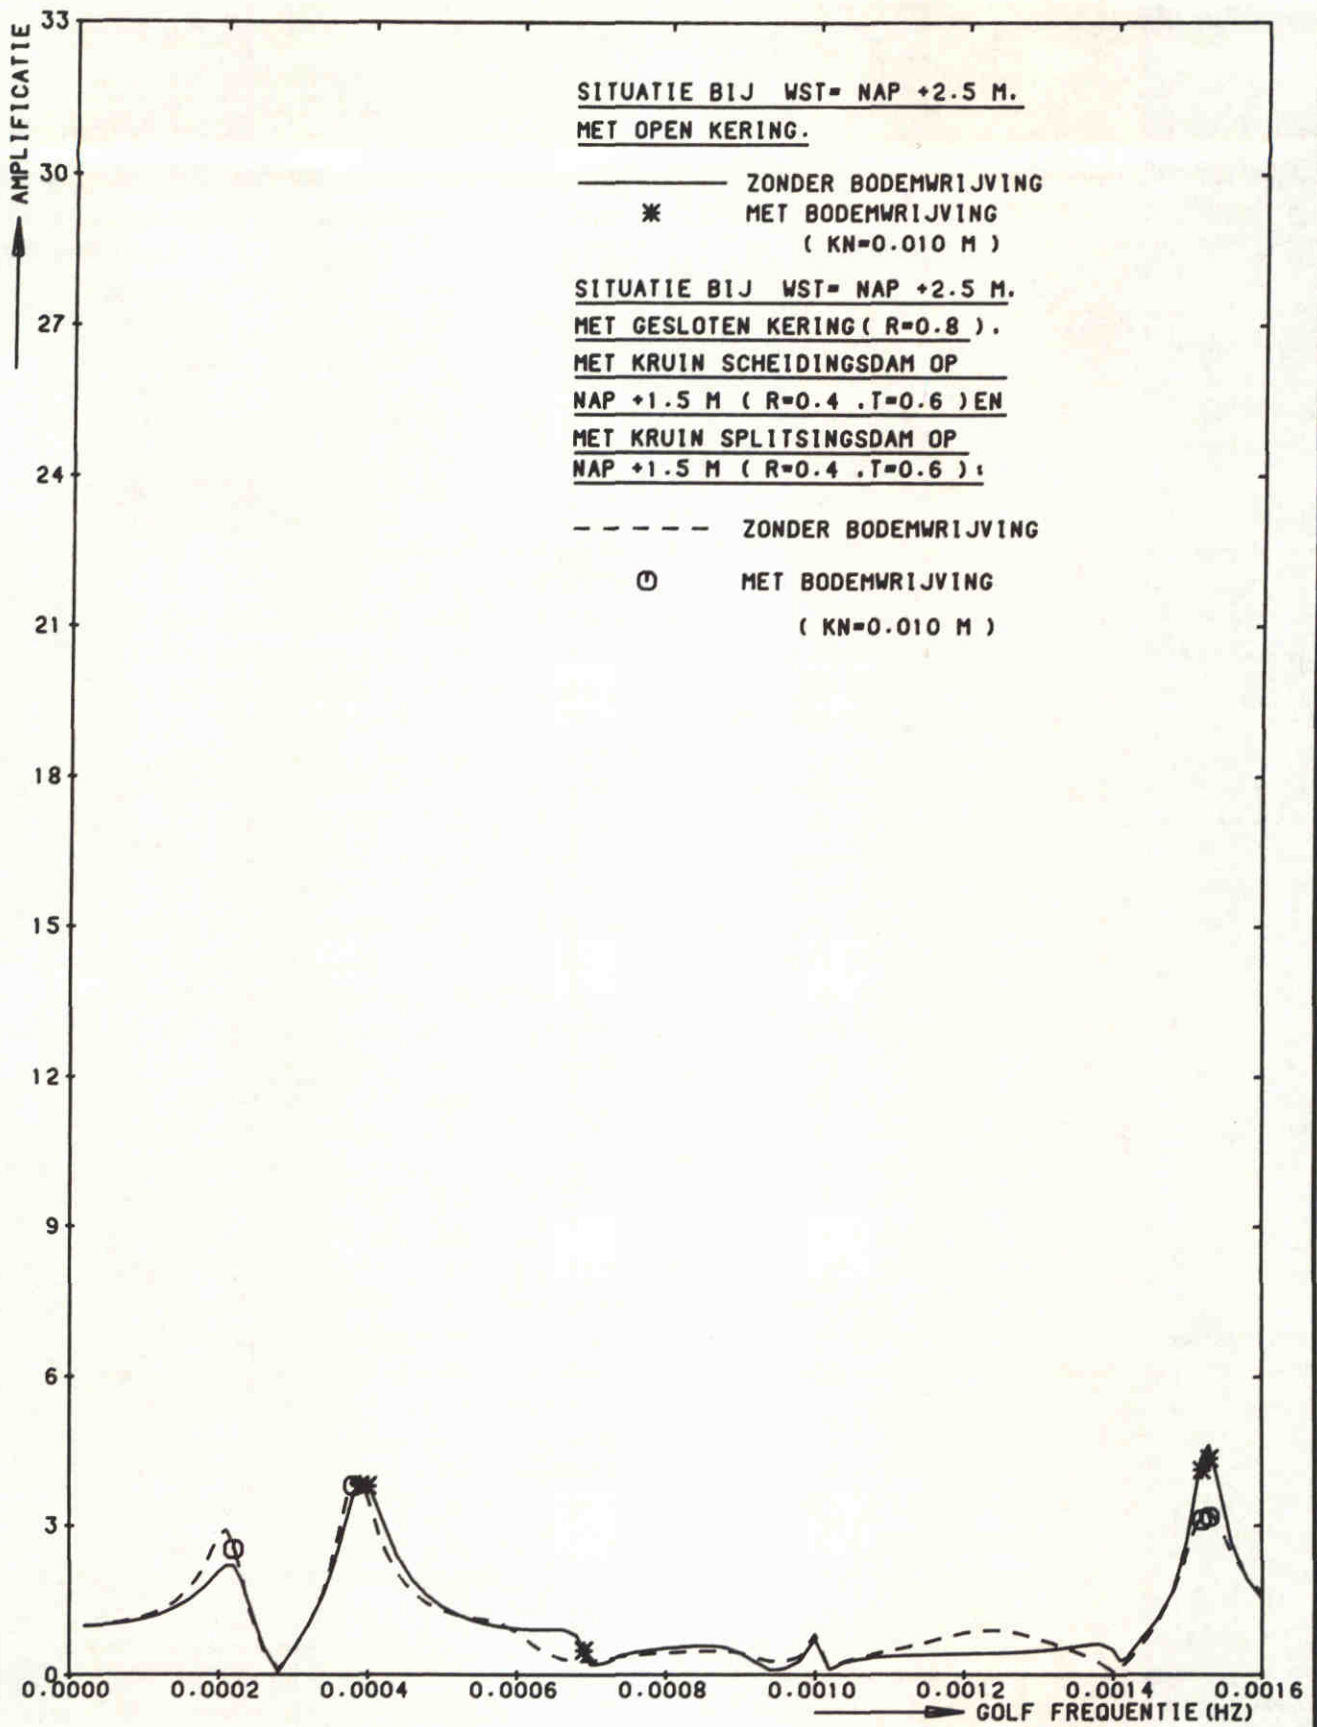 AMPLIFICATIE
33
30
27
24
21
18
15
12
9
6
3
0
SITUATIE BIJ WST= NAP +2.5 M.
MET OPEN KERING.
ZONDER BODEMWRIJVING
MET BODEMWRIJVING
( KN=0.010 M )
SITUATIE BIJ WST= NAP +2.5 M.
MET GESLOTEN KERING( R=0.8 ).
MET KRUIN SCHEIDINGSDAM OP
NAP +1.5 M ( R=0.4 .T=0.6 )EN
MET KRUIN SPLITSINGSDAM OP
NAP +1.5 M ( R=0.4 .T=0.6 ):
ZONDER BODEMWRIJVING
MET BODEMWRIJVING
( KN=0.010 M )
0.0000 0.0002 0.0004 0.0006 0.0008 0.0010 0.0012 0.0014 0.0016
GOLF FREQUENTIE(HZ)